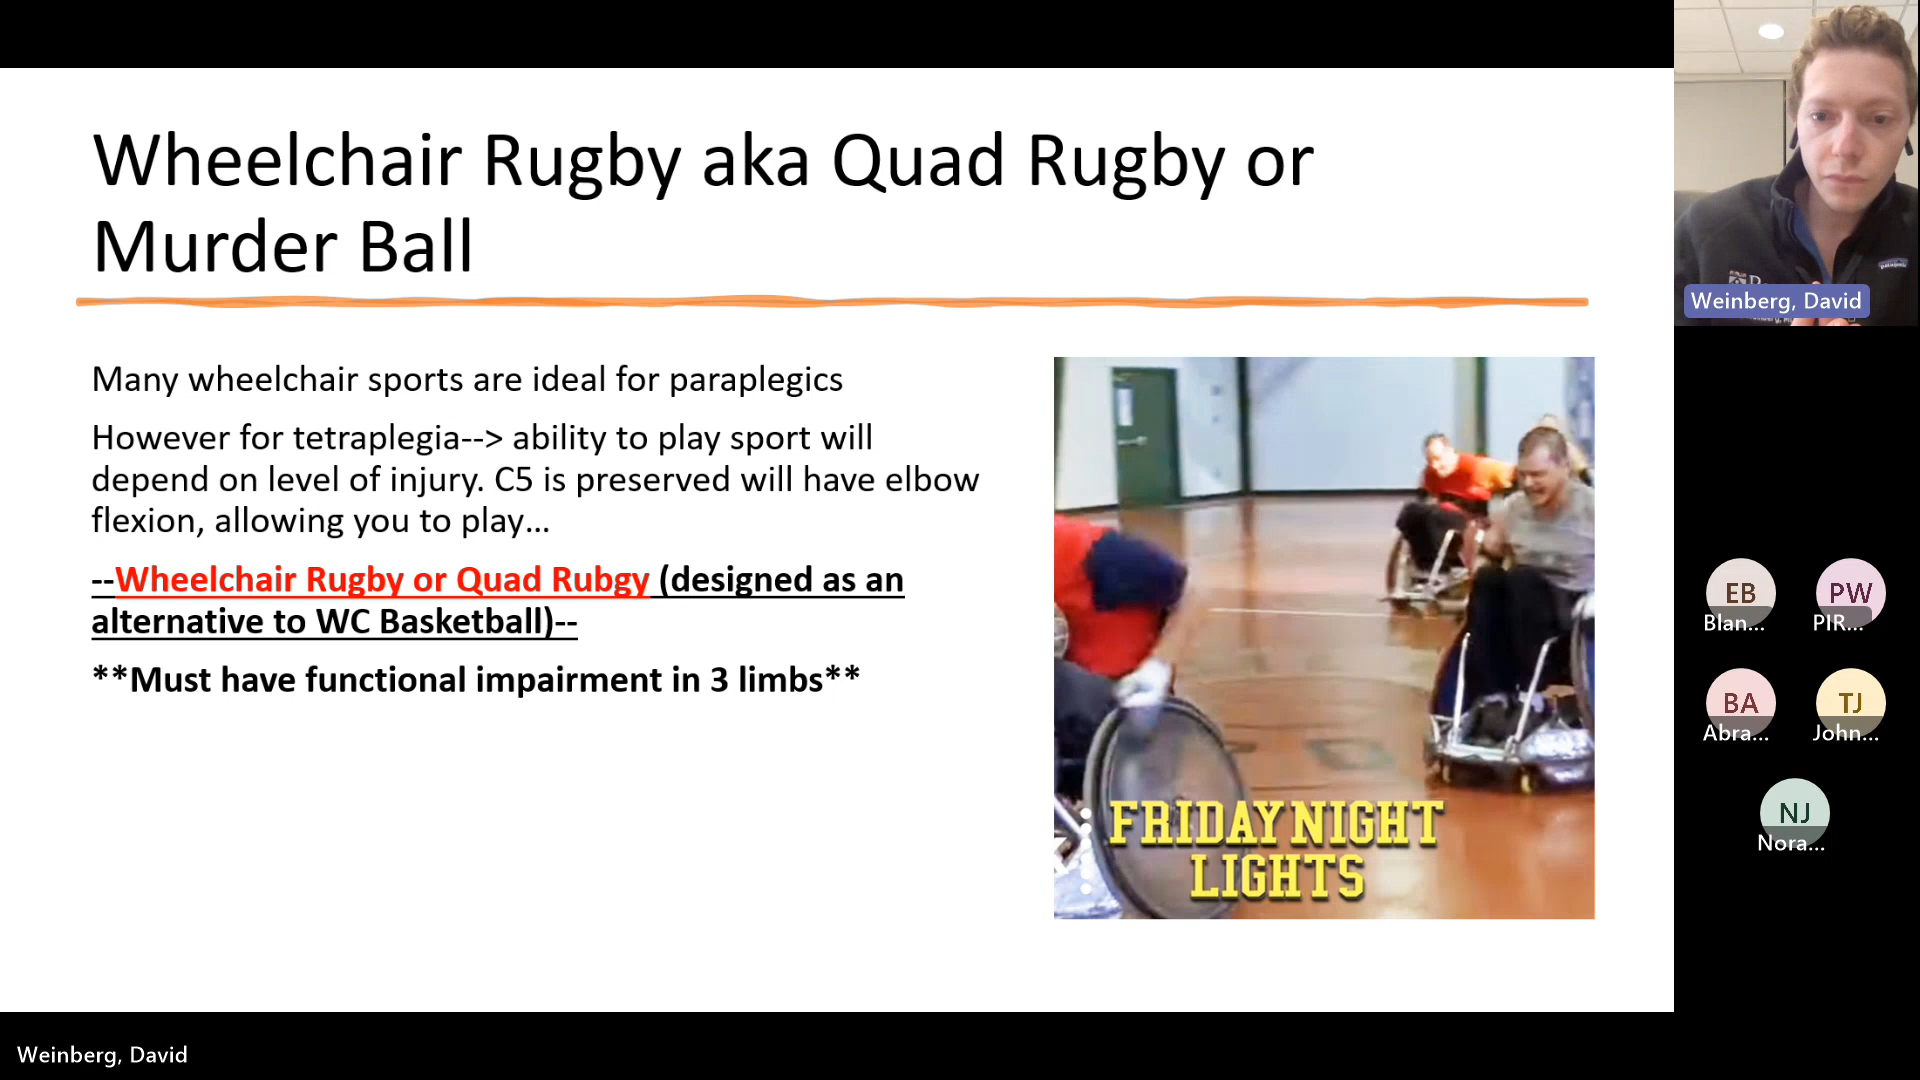 Wheelchair Rugby aka Quad Rugby or
Murder Ball
Many wheelchair sports are ideal for paraplegics
However for tetraplegia--> ability to play sport will
depend on level of injury. C5 is preserved will have elbow
flexion, allowing you to play...
--Wheelchair Rugby or Quad Rubgy (designed as an
alternative to WC Basketball)--
**Must have functional impairment in 3 limbs**
FRIDAY NIGHT
LIGHTS
patagonia
Weinberg, David
EB
Blan...
PW
PIR...
BA
Abra...
TJ
John...
NJ
Nora...
Weinberg, David